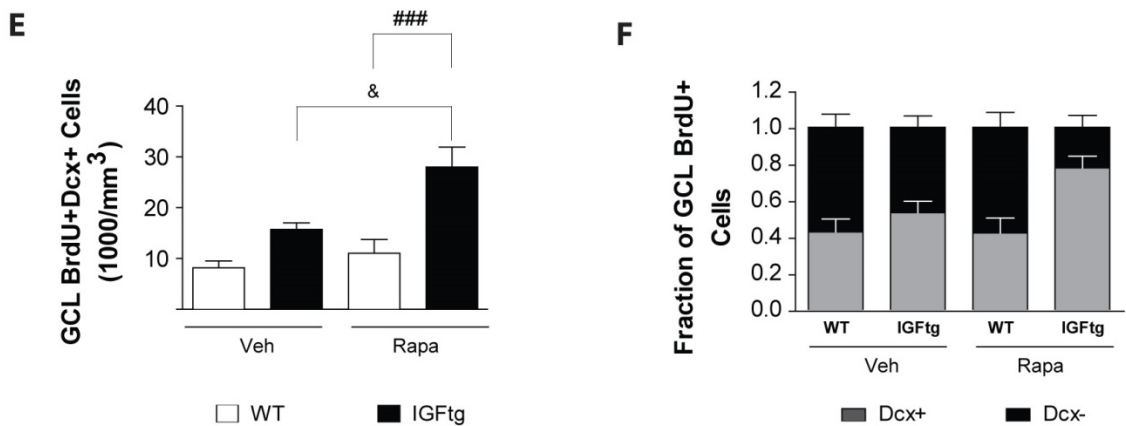 E
###
&
GCL BrdU+Dcx+ Cells
(1000/mm³)
40
30
20
10
Veh
Rapa
WT
IGFtg
F
Fraction of GCL BrdU+
Cells
1.2
1.0
0.8
0.6
0.4
0.2
0.0
WT
IGFtg
WT
IGFtg
Veh
Rapa
Dcx+
Dcx-